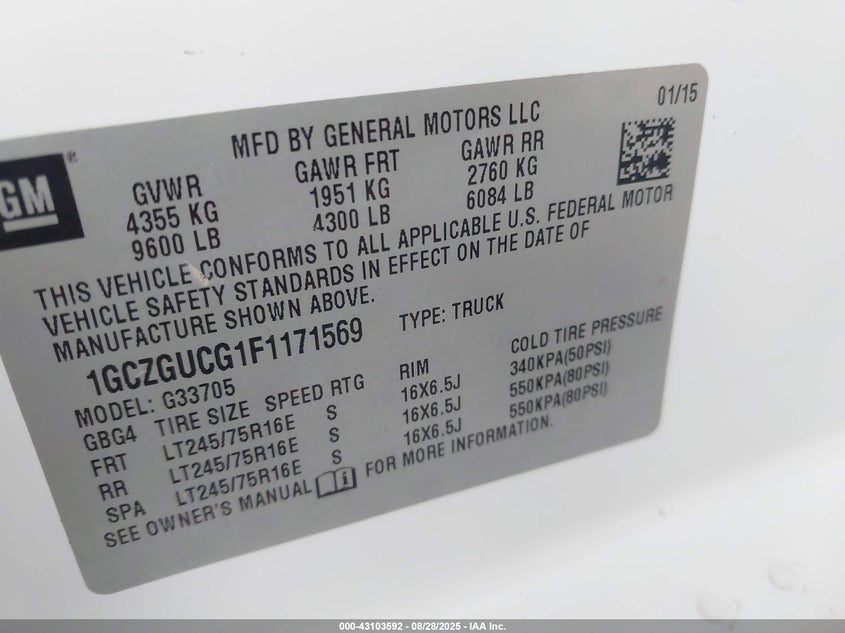 01/15
MFD BY GENERAL MOTORS LLC
GM®
GVWR GAWR FRT GAWR RR
4355 KG 1951 KG 2760 KG
9600 LB 4300 LB 6084 LB
THIS VEHICLE CONFORMS TO ALL APPLICABLE U.S. FEDERAL MOTOR
VEHICLE SAFETY STANDARDS IN EFFECT ON THE DATE OF
MANUFACTURE SHOWN ABOVE.
1GCZGUCG1F1171569 TYPE: TRUCK
MODEL: G33705
GBG4 TIRE SIZE SPEED RTG RIM COLD TIRE PRESSURE
FRT LT245/75R16E S 16X6.5J 340KPA(50PSI)
RR LT245/75R16E S 16X6.5J 550KPA(80PSI)
SPA LT245/75R16E S 16X6.5J 550KPA(80PSI)
SEE OWNER'S MANUAL i FOR MORE INFORMATION.
000-43103592 - 08/28/2025 - IAA Inc.